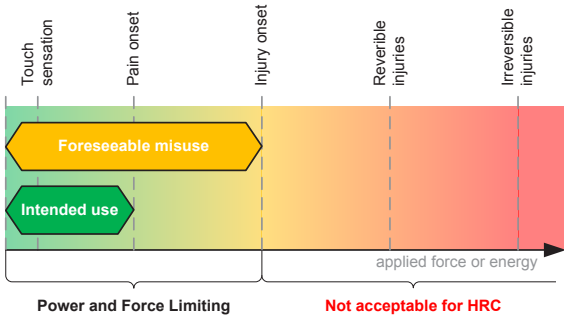 Touch
sensation
Pain onset
Injury onset
Reverible
injuries
Irreversible
injuries
Foreseeable misuse
Intended use
applied force or energy
Power and Force Limiting
Not acceptable for HRC